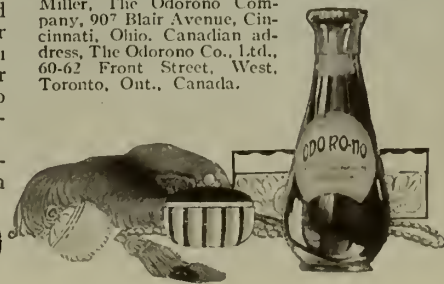 Miller, The Odorono Com-
pany, 907 Blair Avenue, Cin-
cinnati, Ohio. Canadian ad-
dress, The Odorono Co., Ltd.,
60-62 Front Street, West,
Toronto, Ont., Canada.
ODO-RO-NO